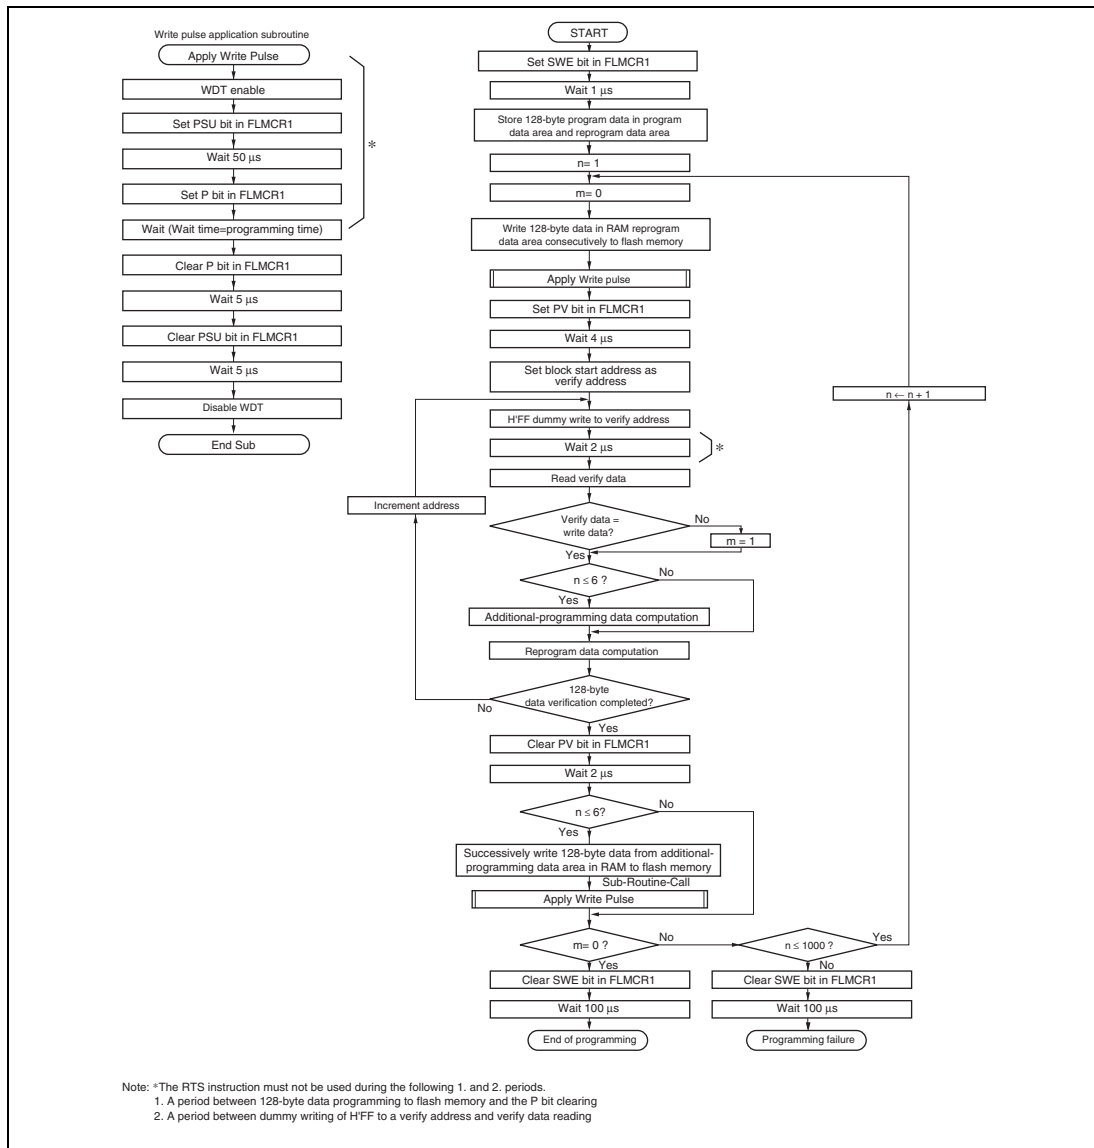 Write pulse application subroutine
Apply Write Pulse
WDT enable
Set PSU bit in FLMCR1
Wait 50 μs
Set P bit in FLMCR1
Wait (Wait time=programming time)
Clear P bit in FLMCR1
Wait 5 μs
Clear PSU bit in FLMCR1
Wait 5 μs
Disable WDT
End Sub
*
START
Set SWE bit in FLMCR1
Wait 1 μs
Store 128-byte program data in program
data area and reprogram data area
n= 1
m= 0
Write 128-byte data in RAM reprogram
data area consecutively to flash memory
Apply Write pulse
Set PV bit in FLMCR1
Wait 4 μs
Set block start address as
verify address
n ← n + 1
H'FF dummy write to verify address
Wait 2 μs
*
Read verify data
Increment address
Verify data =
write data?
No
m = 1
Yes
n ≤ 6 ?
No
Yes
Additional-programming data computation
Reprogram data computation
128-byte
data verification completed?
No
Yes
Clear PV bit in FLMCR1
Wait 2 μs
n ≤ 6?
No
Yes
Successively write 128-byte data from additional-
programming data area in RAM to flash memory
Sub-Routine-Call
Apply Write Pulse
m= 0 ?
No
n ≤ 1000 ?
Yes
Yes
No
Clear SWE bit in FLMCR1
Clear SWE bit in FLMCR1
Wait 100 μs
Wait 100 μs
End of programming
Programming failure
Note: *The RTS instruction must not be used during the following 1. and 2. periods.
1. A period between 128-byte data programming to flash memory and the P bit clearing
2. A period between dummy writing of H'FF to a verify address and verify data reading